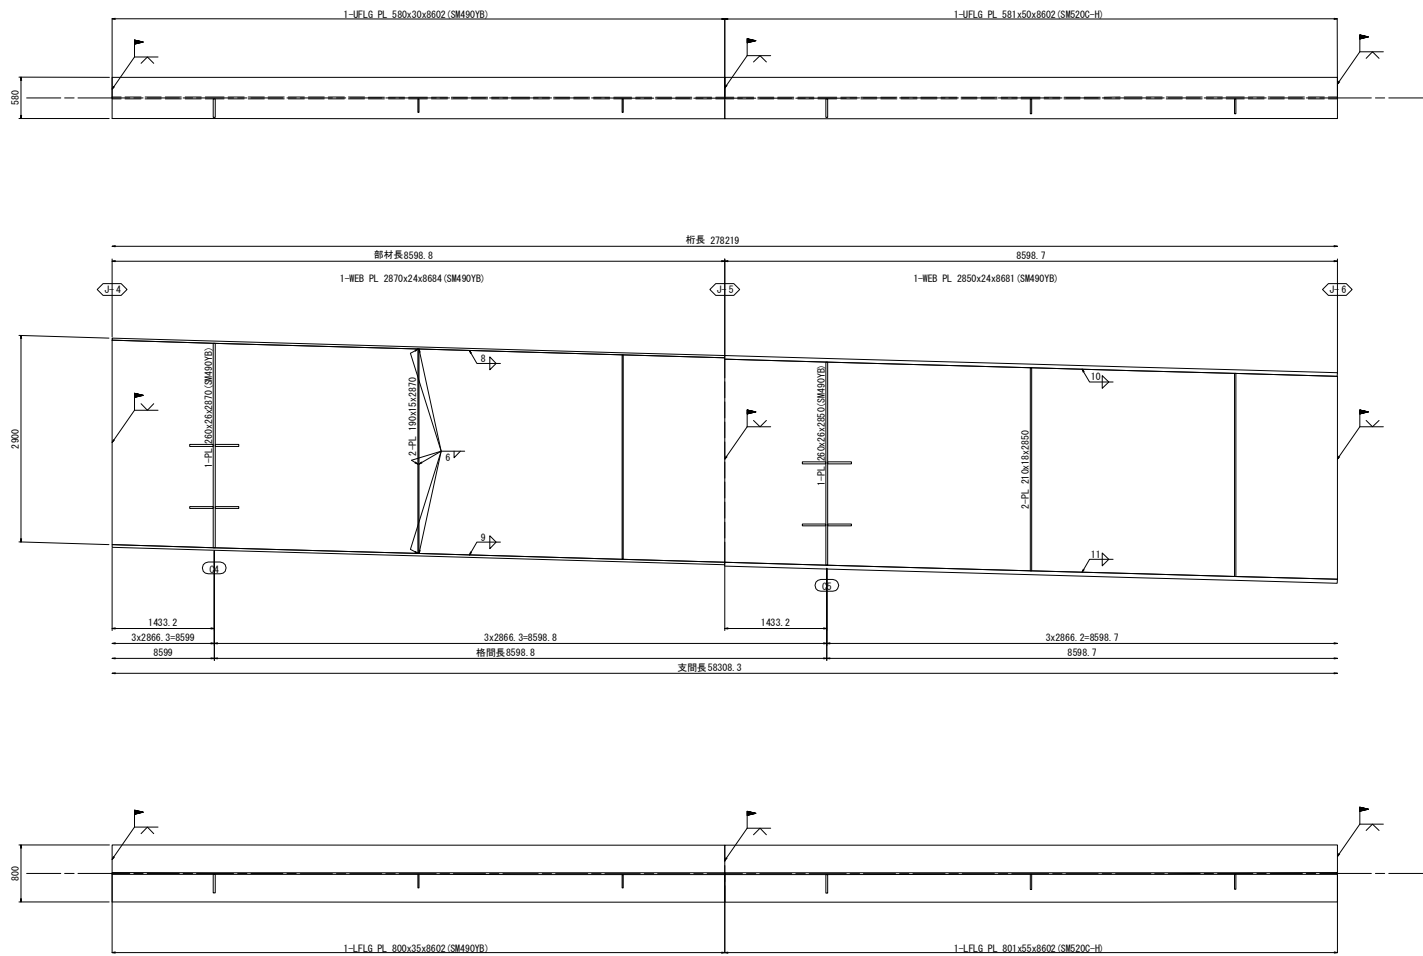 1-UFLG PL 580x30x8602(SM490YB)
1-UFLG PL 581x50x8602(SM520C-H)
580
桁長 278219
部材長8598.8
8598.7
1-WEB PL 2870x24x8684(SM490YB)
1-WEB PL 2850x24x8681(SM490YB)
J-4
J-5
J-6
2900
1-PL 260x26x2870(SM490YB)
2-PL 190x15x2870
8
6
9
1-PL 260x26x2850(SM490YB)
2-PL 210x18x2850
10
11
C4
C5
1433.2
1433.2
3x2866.3=8599
3x2866.3=8598.8
3x2866.2=8598.7
8599
格間長8598.8
8598.7
支間長58308.3
800
1-LFLG PL 800x35x8602(SM490YB)
1-LFLG PL 801x55x8602(SM520C-H)